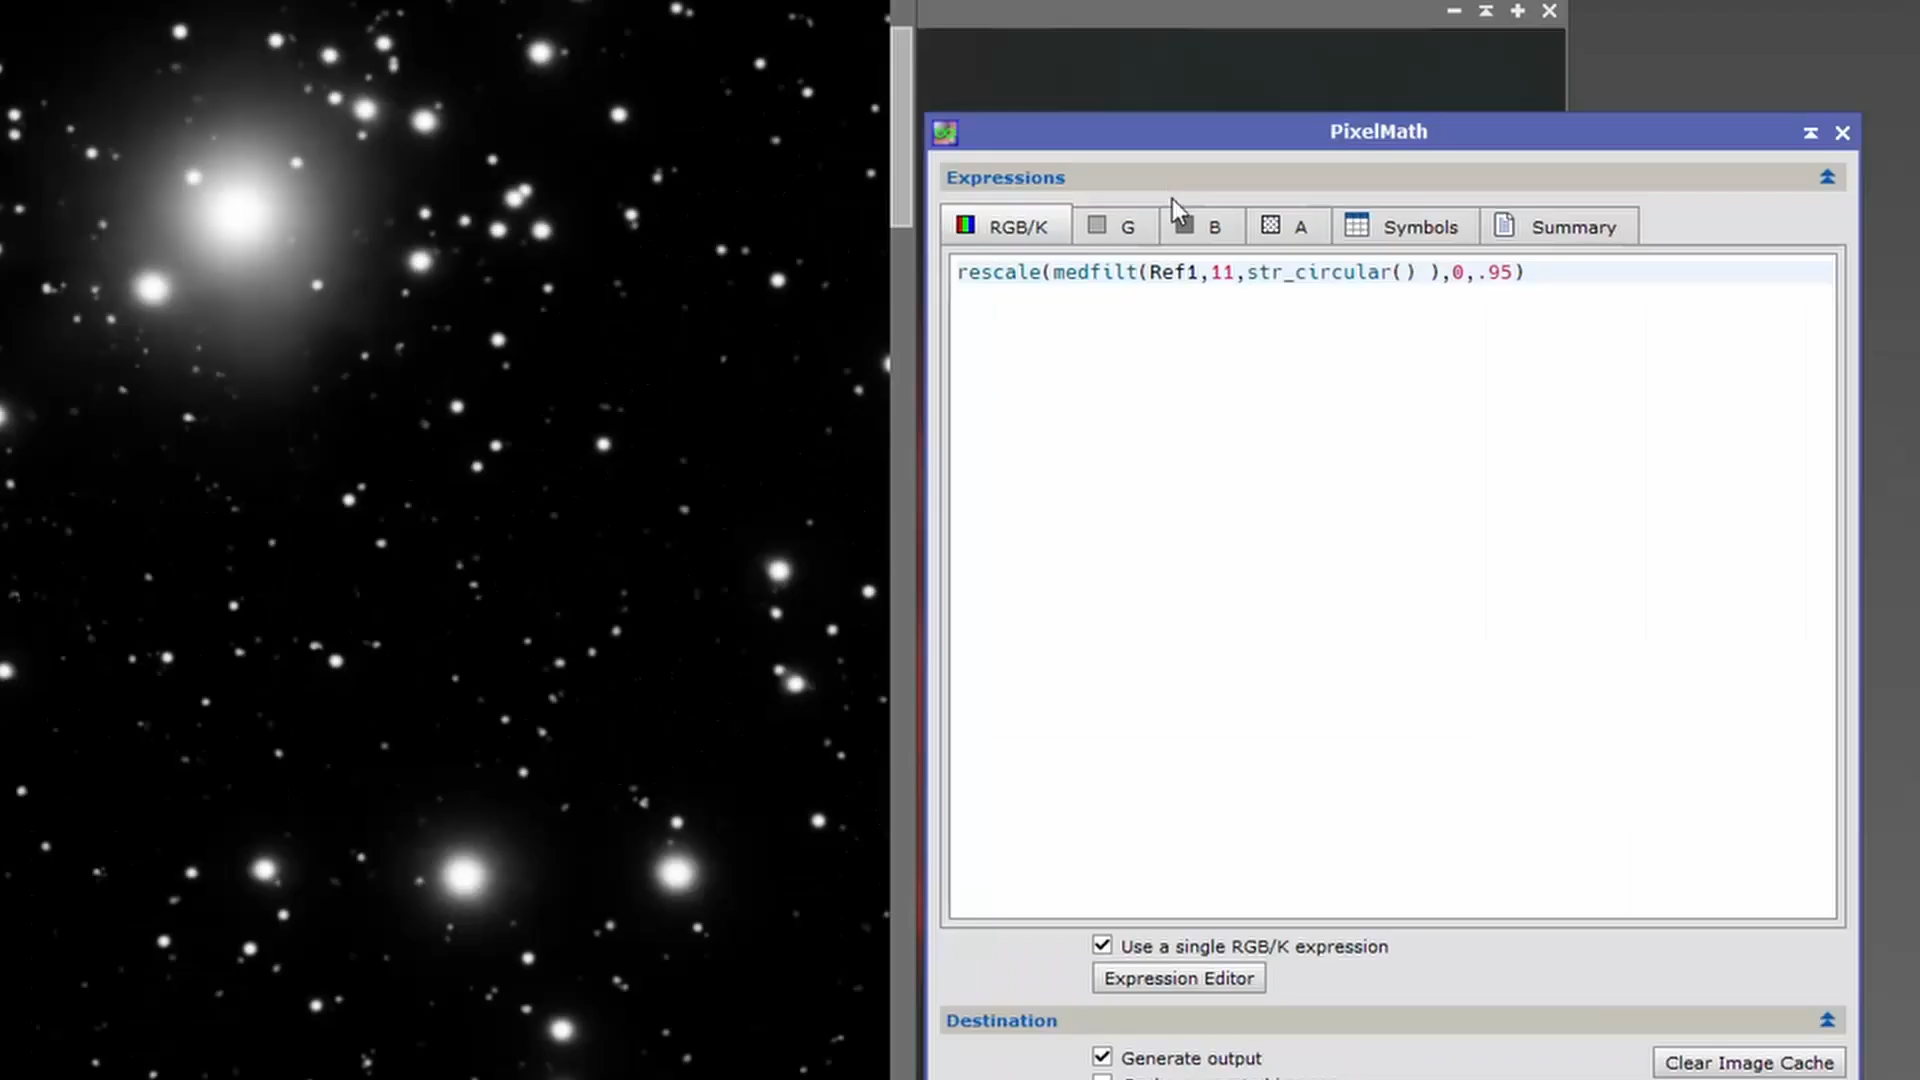 PixelMath
Expressions
RGB/K G B A Symbols Summary
rescale(medfilt(Ref1,11,str_circular() ),0,.95)
Use a single RGB/K expression
Expression Editor
Destination
Generate output
Clear Image Cache